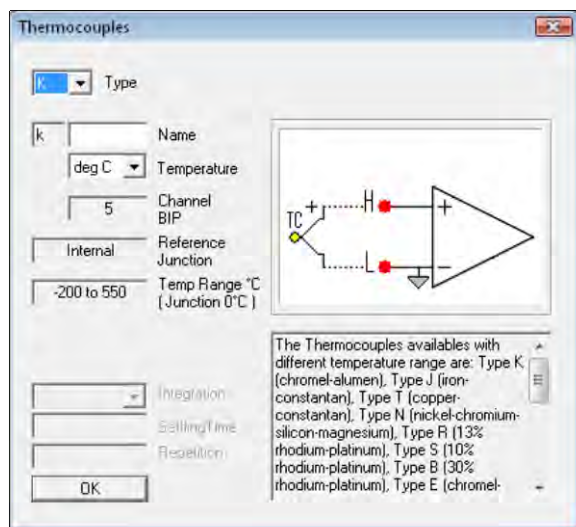 Thermocouples
K Type
k Name
deg C Temperature
5 Channel BIP
Internal Reference Junction
-200 to 550 Temp Range °C ( Junction 0°C )
Integration
SettlingTime
Repetition
OK
TC + H +
L -
The Thermocouples availables with
different temperature range are: Type K
(chromel-alumen), Type J (iron-
constantan), Type T (copper-
constantan), Type N (nickel-chromium-
silicon-magnesium), Type R (13%
rhodium-platinum), Type S (10%
rhodium-platinum), Type B (30%
rhodium-platinum), Type E (chromel-